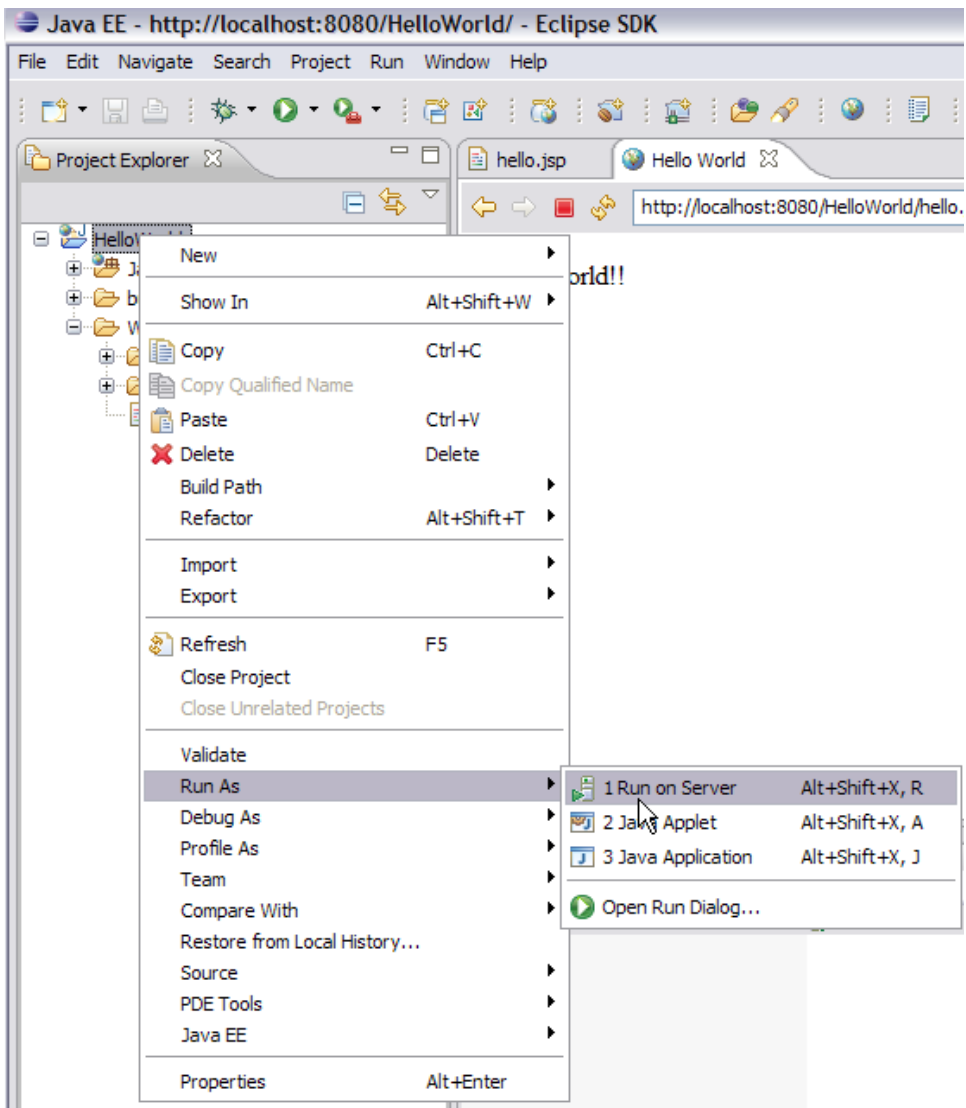 Java EE - http://localhost:8080/HelloWorld/ - Eclipse SDK
File Edit Navigate Search Project Run Window Help
Project Explorer
hello.jsp
Hello World
http://localhost:8080/HelloWorld/hello.
orld!!
New
Show In Alt+Shift+W
Copy Ctrl+C
Copy Qualified Name
Paste Ctrl+V
Delete Delete
Build Path
Refactor Alt+Shift+T
Import
Export
Refresh F5
Close Project
Close Unrelated Projects
Validate
Run As
Debug As
Profile As
Team
Compare With
Restore from Local History...
Source
PDE Tools
Java EE
Properties Alt+Enter
1 Run on Server Alt+Shift+X, R
2 Java Applet Alt+Shift+X, A
3 Java Application Alt+Shift+X, J
Open Run Dialog...